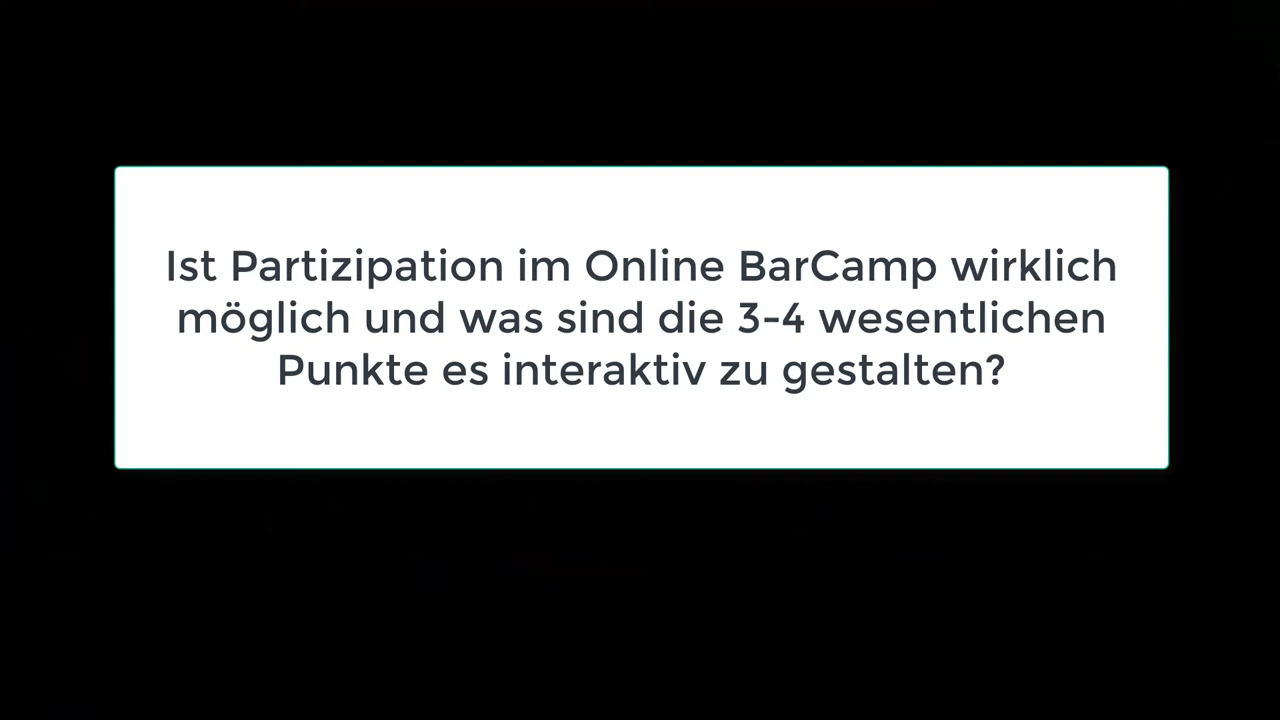 Ist Partizipation im Online BarCamp wirklich
möglich und was sind die 3-4 wesentlichen
Punkte es interaktiv zu gestalten?